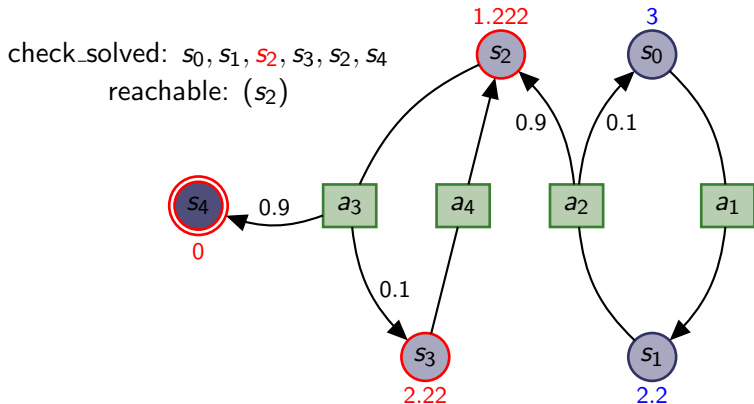 1.222
3
check_solved: s₀, s₁, s₂, s₃, s₂, s₄
s₂
s₀
reachable: (s₂)
0.9
0.1
s₄
0.9
a₃
a₄
a₂
a₁
0
0.1
s₃
s₁
2.22
2.2